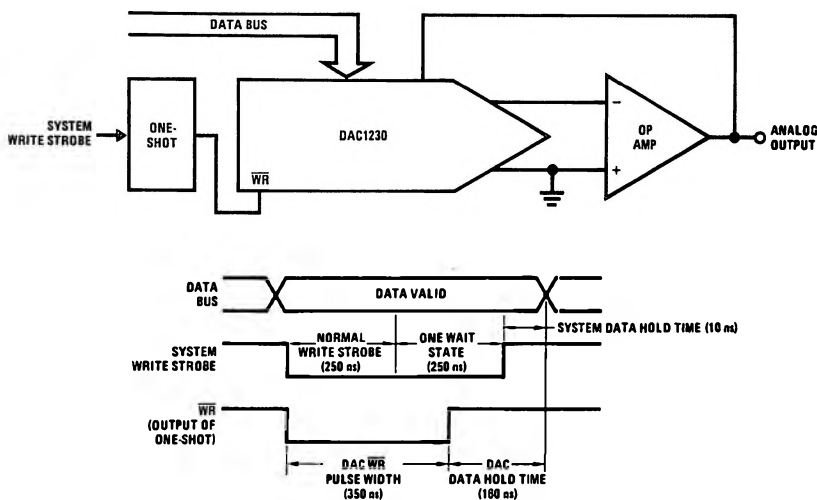 DATA BUS
SYSTEM
WRITE STROBE
ONE-
SHOT
DAC1230
WR
−
+
OP
AMP
ANALOG
OUTPUT
DATA
BUS
DATA VALID
SYSTEM DATA HOLD TIME (10 ns)
SYSTEM
WRITE STROBE
NORMAL
WRITE STROBE
(250 ns)
ONE WAIT
STATE
(250 ns)
WR
(OUTPUT OF
ONE-SHOT)
DAC WR
PULSE WIDTH
(350 ns)
DAC
DATA HOLD TIME
(160 ns)